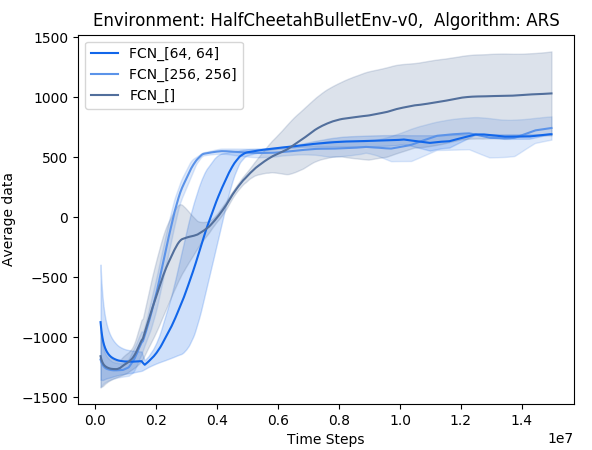 Environment: HalfCheetahBulletEnv-v0,  Algorithm: ARS
FCN_[64, 64]
FCN_[256, 256]
FCN_[]
Average data
1500
1000
500
0
−500
−1000
−1500
0.0 0.2 0.4 0.6 0.8 1.0 1.2 1.4
1e7
Time Steps